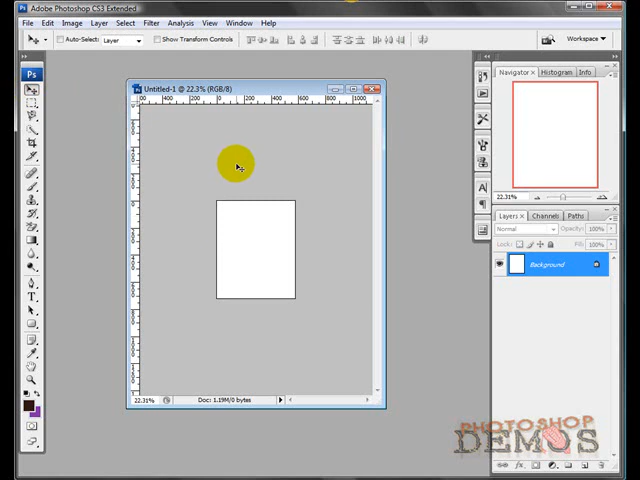 Adobe Photoshop CS3 Extended
File Edit Image Layer Select Filter Analysis View Window Help
Auto-Select: Layer Show Transform Controls Workspace
Ps
Untitled-1 @ 22.3% (RGB/8)
Navigator Histogram Info
22.31%
Layers Channels Paths
Normal Opacity: 100%
Lock: Fill: 100%
Background
22.31% Doc: 1.19M/0 bytes
PHOTOSHOP
DEMOS